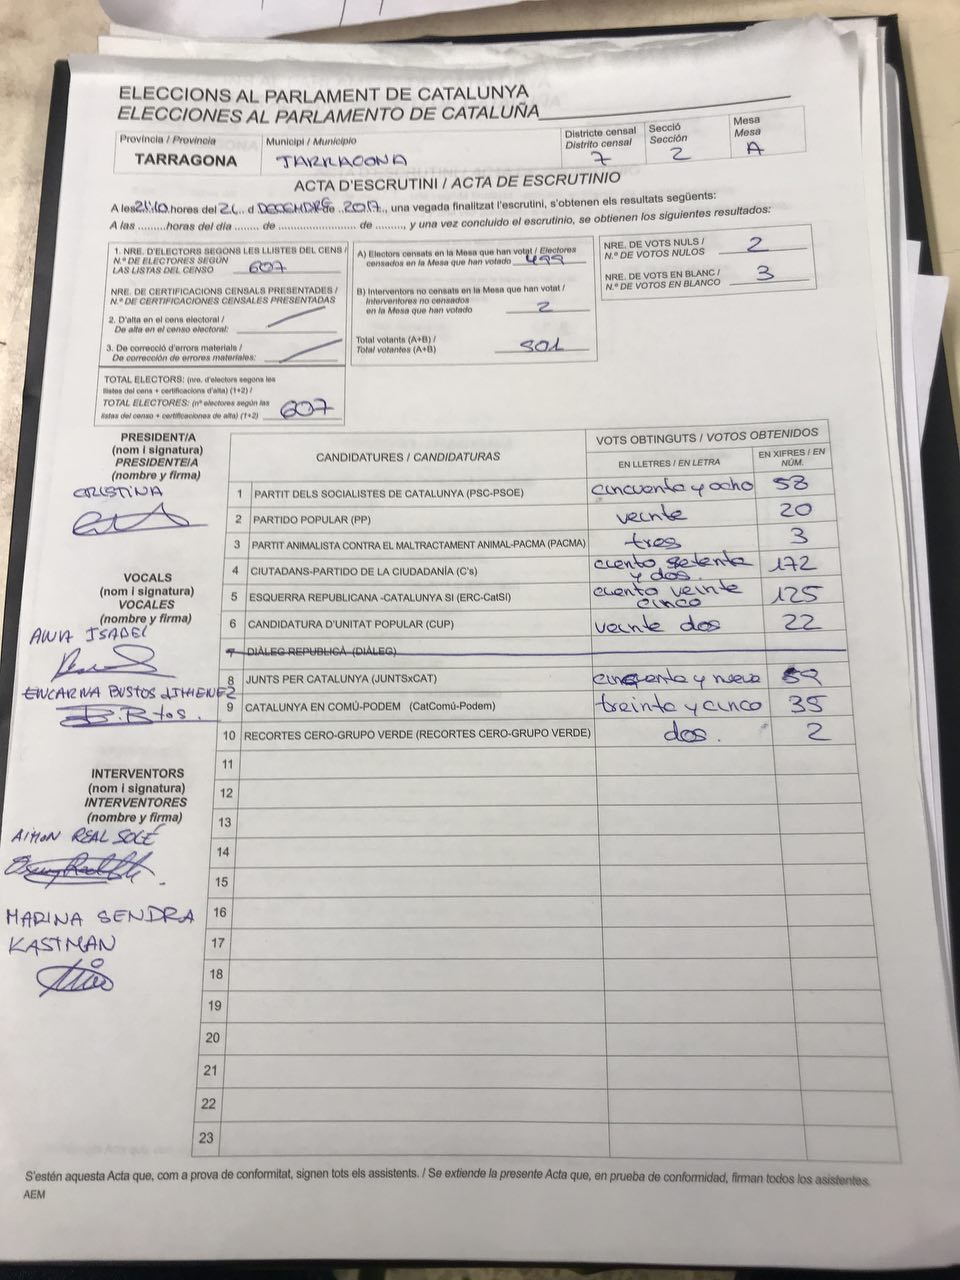 ELECCIONS AL PARLAMENT DE CATALUNYA
ELECCIONES AL PARLAMENTO DE CATALUÑA
Província / Provincia
TARRAGONA
Municipi / Municipio
TARRAGONA
Districte censal
Distrito censal
7
Secció
Sección
2
Mesa
Mesa
A
ACTA D'ESCRUTINI / ACTA DE ESCRUTINIO
A les 21:10 hores del 21 d DECEMBRE de 2017, una vegada finalitzat l'escrutini, s'obtenen els resultats següents:
A las .........horas del día ....... de ................... de ........, y una vez concluido el escrutinio, se obtienen los siguientes resultados:
1. NRE. D'ELECTORS SEGONS LES LLISTES DEL CENS /
N.º DE ELECTORES SEGÚN
LAS LISTAS DEL CENSO 607
NRE. DE CERTIFICACIONS CENSALS PRESENTADES /
N.º DE CERTIFICACIONES CENSALES PRESENTADAS
2. D'alta en el cens electoral /
De alta en el censo electoral:
3. De correcció d'errors materials /
De corrección de errores materiales:
TOTAL ELECTORS: (nre. d'electors segons les
llistes del cens + certificacions d'alta) (1+2) /
TOTAL ELECTORES: (nº electores según las
listas del censo + certificaciones de alta) (1+2) 607
A) Electors censats en la Mesa que han votat / Electores
censados en la Mesa que han votado 499
B) Interventors no censats en la Mesa que han votat /
Interventores no censados
en la Mesa que han votado 2
Total votants (A+B) /
Total votantes (A+B) 501
NRE. DE VOTS NULS /
N.º DE VOTOS NULOS 2
NRE. DE VOTS EN BLANC /
N.º DE VOTOS EN BLANCO 3
CANDIDATURES / CANDIDATURAS
VOTS OBTINGUTS / VOTOS OBTENIDOS
EN LLETRES / EN LETRA
EN XIFRES / EN
NÚM.
1 PARTIT DELS SOCIALISTES DE CATALUNYA (PSC-PSOE) cincuenta y ocho 58
2 PARTIDO POPULAR (PP) veinte 20
3 PARTIT ANIMALISTA CONTRA EL MALTRACTAMENT ANIMAL-PACMA (PACMA) tres 3
4 CIUTADANS-PARTIDO DE LA CIUDADANÍA (C's) ciento setenta
y dos. 172
5 ESQUERRA REPUBLICANA -CATALUNYA SI (ERC-CatSí) ciento veinte
cinco 125
6 CANDIDATURA D'UNITAT POPULAR (CUP) veinte dos 22
7 DIÀLEG REPUBLICÀ (DIÀLEG)
8 JUNTS PER CATALUNYA (JUNTSxCAT) cincuenta y nueve 59
9 CATALUNYA EN COMÚ-PODEM (CatComú-Podem) treinta y cinco 35
10 RECORTES CERO-GRUPO VERDE (RECORTES CERO-GRUPO VERDE) dos. 2
11
12
13
14
15
16
17
18
19
20
21
22
23
PRESIDENT/A
(nom i signatura)
PRESIDENTE/A
(nombre y firma)
CRISTINA
VOCALS
(nom i signatura)
VOCALES
(nombre y firma)
ANA ISABEL
ENCARNA BUSTOS JIMENEZ
INTERVENTORS
(nom i signatura)
INTERVENTORES
(nombre y firma)
REAL SOLÉ
MARINA SENDRA
KASTMAN
S'estén aquesta Acta que, com a prova de conformitat, signen tots els assistents. / Se extiende la presente Acta que, en prueba de conformidad, firman todos los asistentes.
AEM